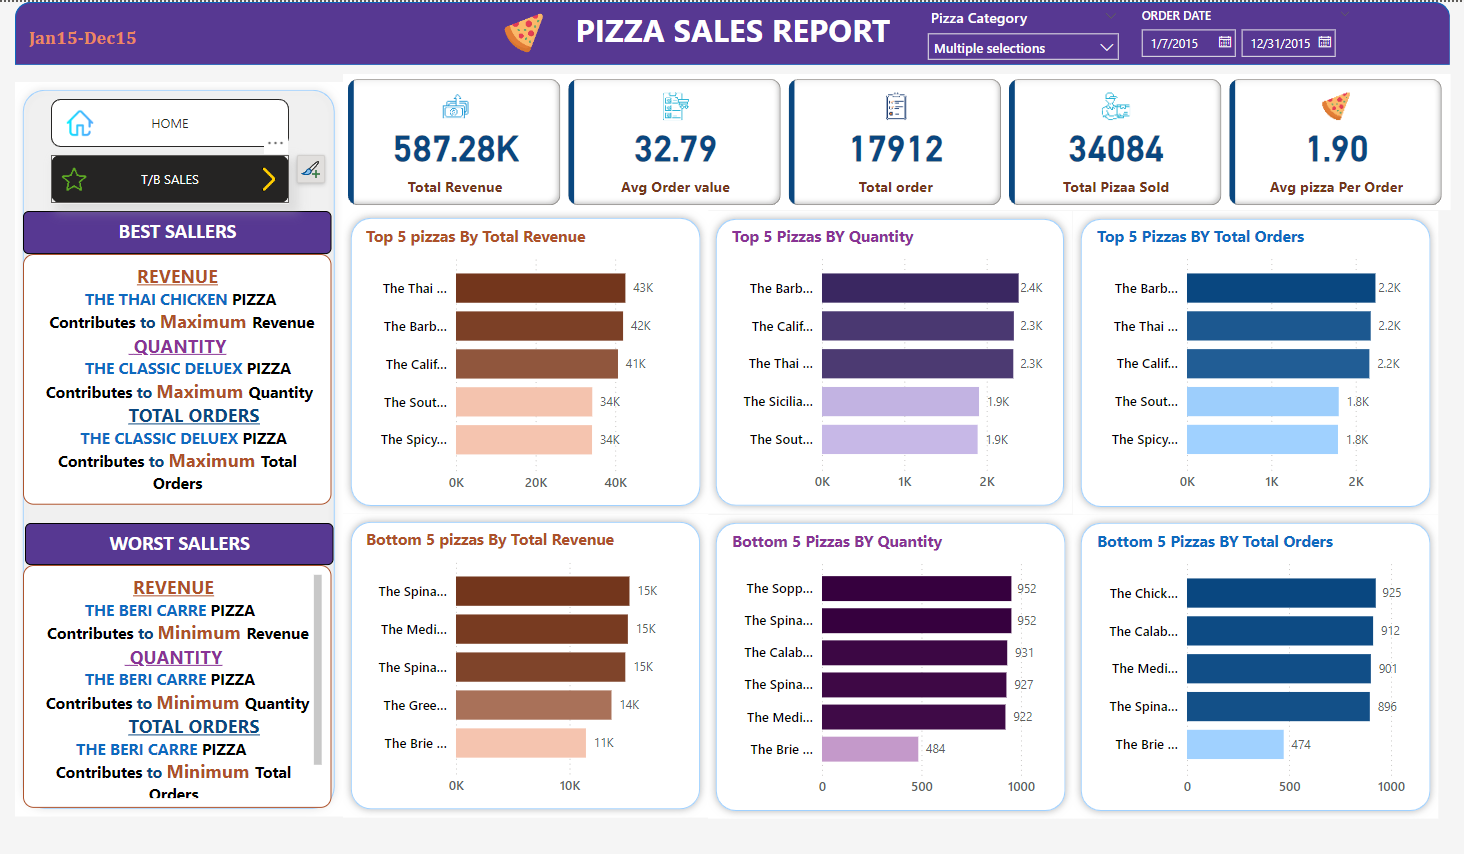 Jan15-Dec15
PIZZA SALES REPORT
Pizza Category
Multiple selections
ORDER DATE
1/7/2015
12/31/2015
HOME
...
T/B SALES
587.28K
Total Revenue
32.79
Avg Order value
17912
Total order
34084
Total Pizaa Sold
1.90
Avg pizza Per Order
BEST SALLERS
REVENUE
THE THAI CHICKEN PIZZA
Contributes to Maximum Revenue
QUANTITY
THE CLASSIC DELUEX PIZZA
Contributes to Maximum Quantity
TOTAL ORDERS
THE CLASSIC DELUEX PIZZA
Contributes to Maximum Total
Orders
WORST SALLERS
REVENUE
THE BERI CARRE PIZZA
Contributes to Minimum Revenue
QUANTITY
THE BERI CARRE PIZZA
Contributes to Minimum Quantity
TOTAL ORDERS
THE BERI CARRE PIZZA
Contributes to Minimum Total
Orders
Top 5 pizzas By Total Revenue
The Thai ... 43K
The Barb... 42K
The Calif... 41K
The Sout... 34K
The Spicy... 34K
0K 20K 40K
Top 5 Pizzas BY Quantity
The Barb... 2.4K
The Calif... 2.3K
The Thai ... 2.3K
The Sicilia... 1.9K
The Sout... 1.9K
0K 1K 2K
Top 5 Pizzas BY Total Orders
The Barb... 2.2K
The Thai ... 2.2K
The Calif... 2.2K
The Sout... 1.8K
The Spicy... 1.8K
0K 1K 2K
Bottom 5 pizzas By Total Revenue
The Spina... 15K
The Medi... 15K
The Spina... 15K
The Gree... 14K
The Brie ... 11K
0K 10K
Bottom 5 Pizzas BY Quantity
The Sopp... 952
The Spina... 952
The Calab... 931
The Spina... 927
The Medi... 922
The Brie ... 484
0 500 1000
Bottom 5 Pizzas BY Total Orders
The Chick... 925
The Calab... 912
The Medi... 901
The Spina... 896
The Brie ... 474
0 500 1000